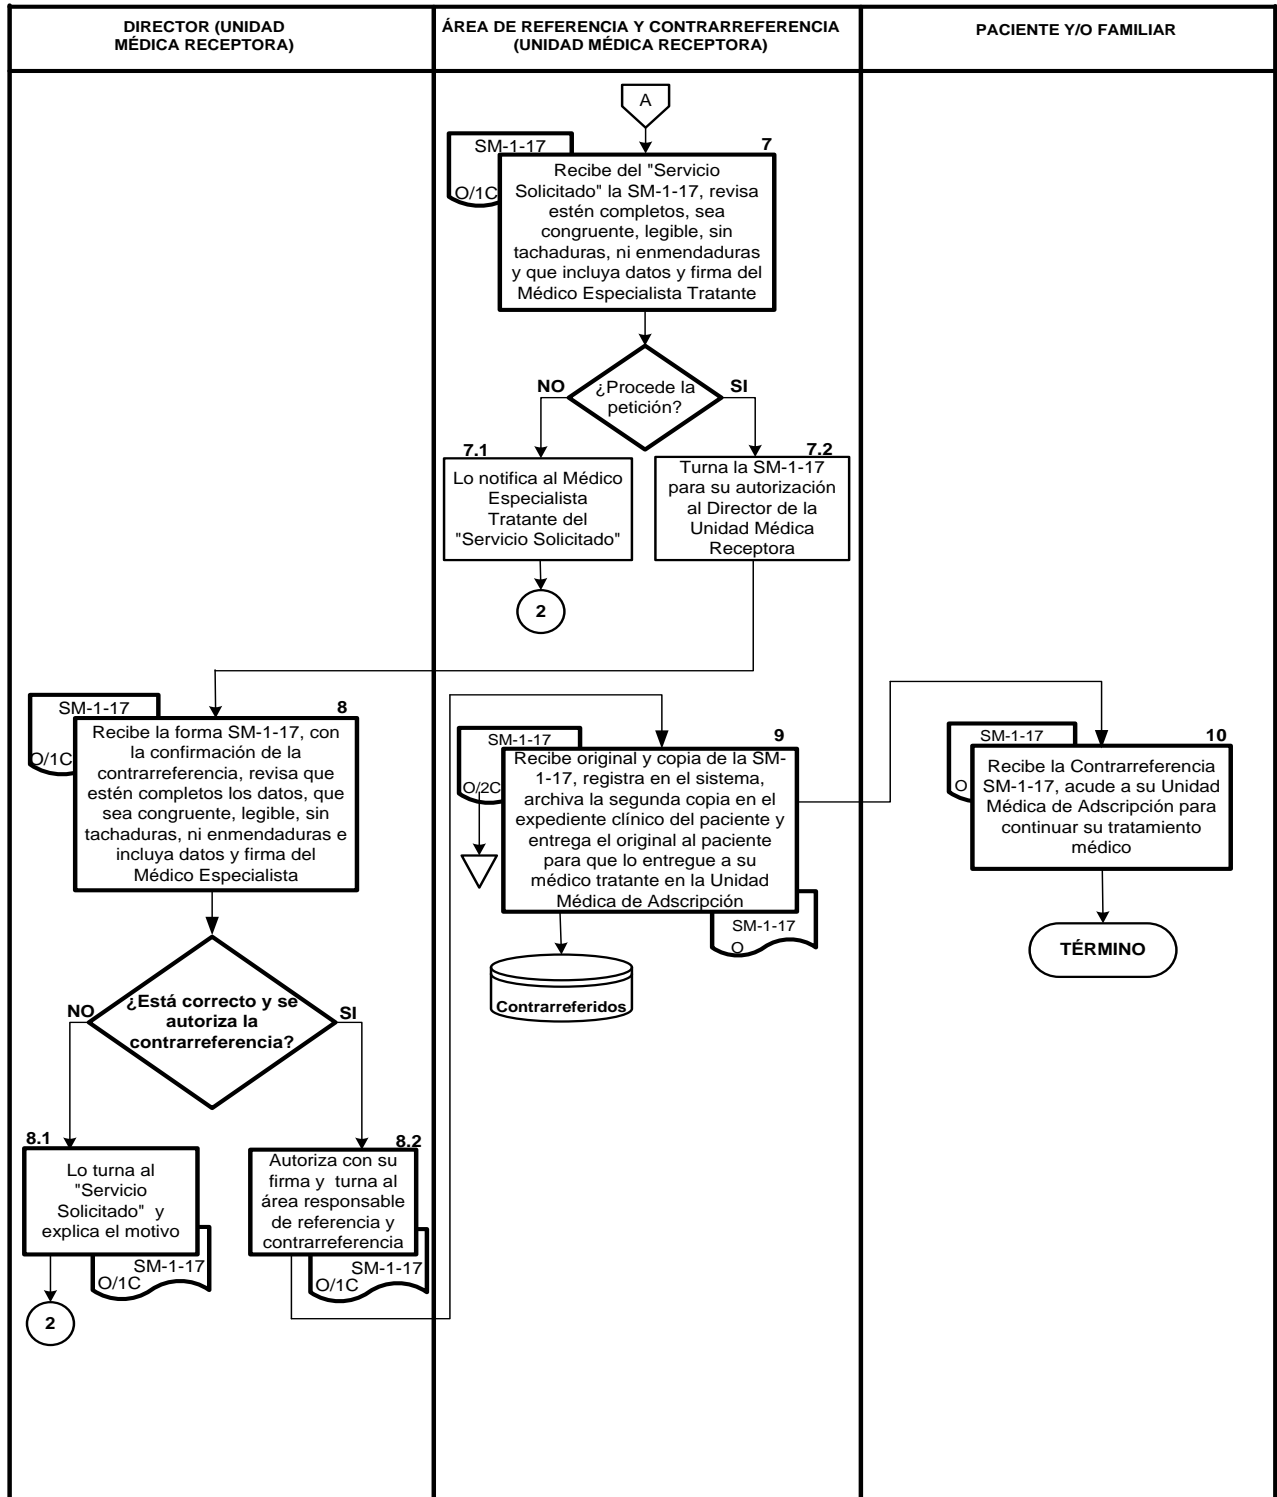 DIRECTOR (UNIDAD
MÉDICA RECEPTORA)
ÁREA DE REFERENCIA Y CONTRARREFERENCIA
(UNIDAD MÉDICA RECEPTORA)
PACIENTE Y/O FAMILIAR
A
SM-1-17
O/1C
7
Recibe del "Servicio
Solicitado" la SM-1-17, revisa
estén completos, sea
congruente, legible, sin
tachaduras, ni enmendaduras
y que incluya datos y firma del
Médico Especialista Tratante
¿Procede la
petición?
NO
SI
7.1
Lo notifica al Médico
Especialista
Tratante del
"Servicio Solicitado"
2
7.2
Turna la SM-1-17
para su autorización
al Director de la
Unidad Médica
Receptora
SM-1-17
O/1C
8
Recibe la forma SM-1-17, con
la confirmación de la
contrarreferencia, revisa que
estén completos los datos, que
sea congruente, legible, sin
tachaduras, ni enmendaduras e
incluya datos y firma del
Médico Especialista
¿Está correcto y se
autoriza la
contrarreferencia?
NO
SI
8.1
Lo turna al
"Servicio
Solicitado" y
explica el motivo
SM-1-17
O/1C
2
8.2
Autoriza con su
firma y turna al
área responsable
de referencia y
contrarreferencia
SM-1-17
O/1C
SM-1-17
O/2C
9
Recibe original y copia de la SM-
1-17, registra en el sistema,
archiva la segunda copia en el
expediente clínico del paciente y
entrega el original al paciente
para que lo entregue a su
médico tratante en la Unidad
Médica de Adscripción
SM-1-17
O
Contrarreferidos
SM-1-17
O
10
Recibe la Contrarreferencia
SM-1-17, acude a su Unidad
Médica de Adscripción para
continuar su tratamiento
médico
TÉRMINO